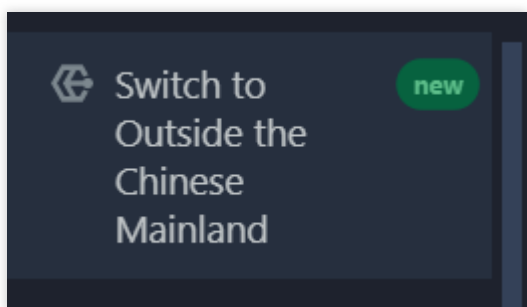 Switch to
Outside the
Chinese
Mainland
new